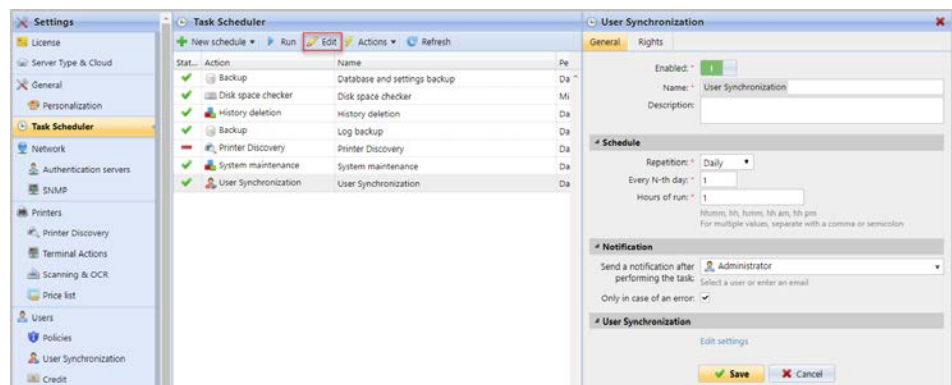 Settings
License
Server Type & Cloud
General
Personalization
Task Scheduler
Network
Authentication servers
SNMP
Printers
Printer Discovery
Terminal Actions
Scanning & OCR
Price list
Users
Policies
User Synchronization
Credit
Task Scheduler
New schedule Run Edit Actions Refresh
Stat... Action Name Pe
Backup Database and settings backup Da
Disk space checker Disk space checker Mi
History deletion History deletion Da
Backup Log backup Da
Printer Discovery Printer Discovery Da
System maintenance System maintenance Da
User Synchronization User Synchronization Da
User Synchronization
General Rights
Enabled: *
Name: * User Synchronization
Description:
Schedule
Repetition: * Daily
Every N-th day: * 1
Hours of run: * 1
hh:mm, hh, h:mm, hh am, hh pm
For multiple values, separate with a comma or semicolon
Notification
Send a notification after Administrator
performing the task: Select a user or enter an email
Only in case of an error:
User Synchronization
Edit settings
Save Cancel